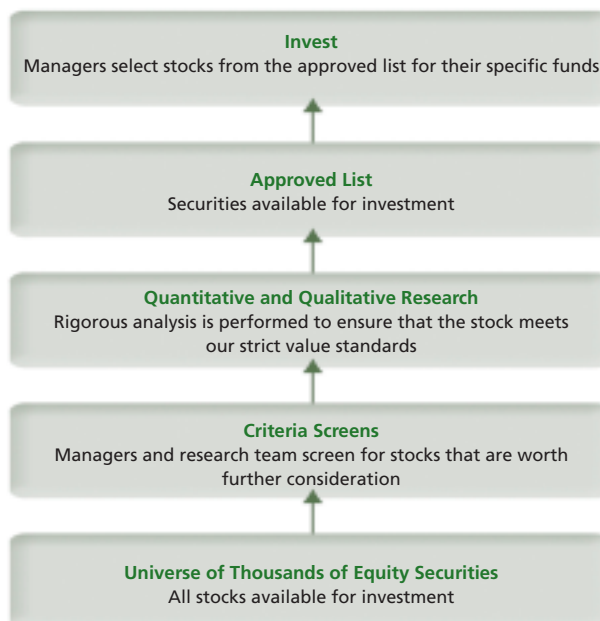 Invest
Managers select stocks from the approved list for their specific funds
Approved List
Securities available for investment
Quantitative and Qualitative Research
Rigorous analysis is performed to ensure that the stock meets
our strict value standards
Criteria Screens
Managers and research team screen for stocks that are worth
further consideration
Universe of Thousands of Equity Securities
All stocks available for investment